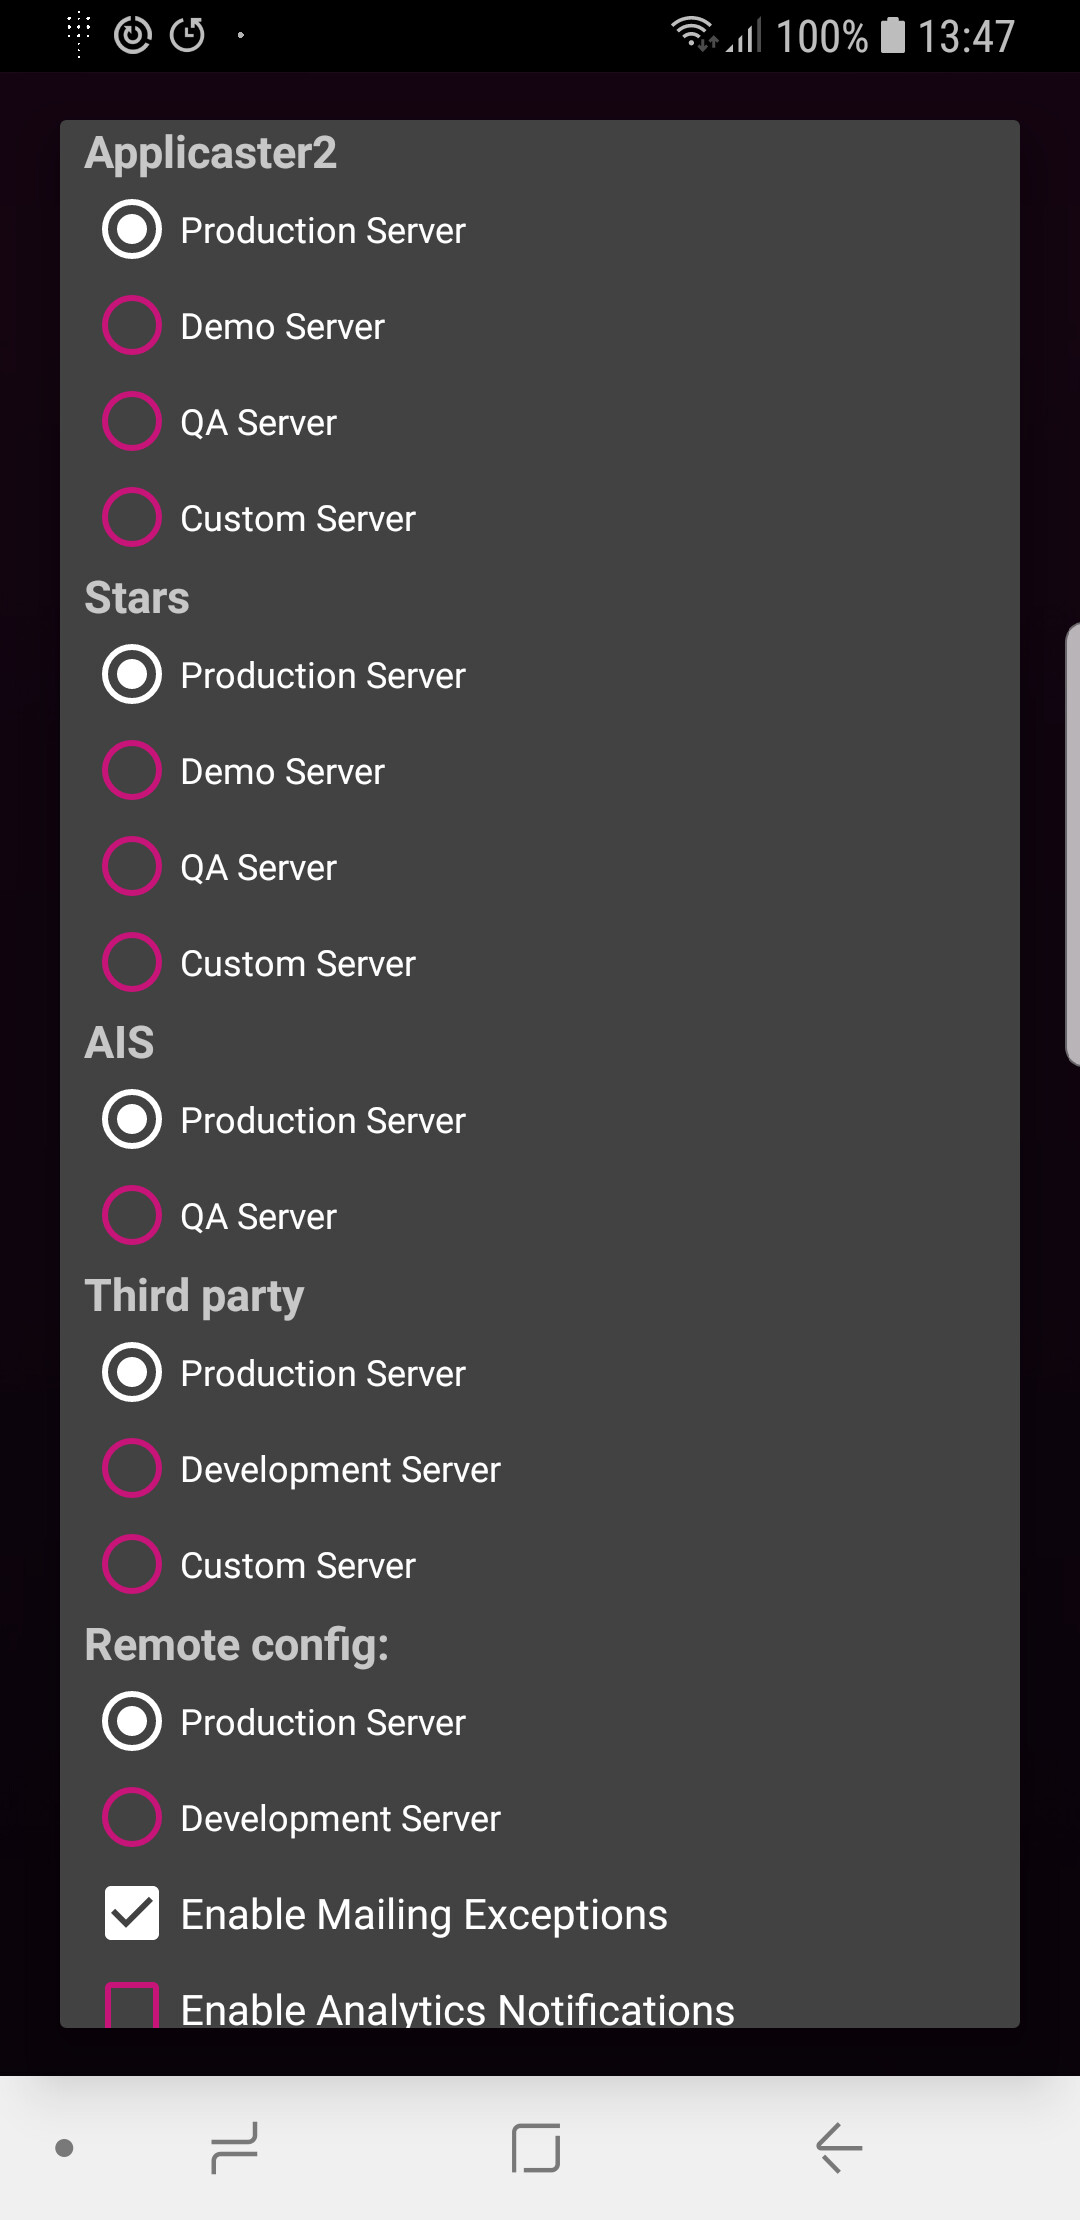 100% 13:47
Applicaster2
Production Server
Demo Server
QA Server
Custom Server
Stars
Production Server
Demo Server
QA Server
Custom Server
AIS
Production Server
QA Server
Third party
Production Server
Development Server
Custom Server
Remote config:
Production Server
Development Server
Enable Mailing Exceptions
Enable Analytics Notifications